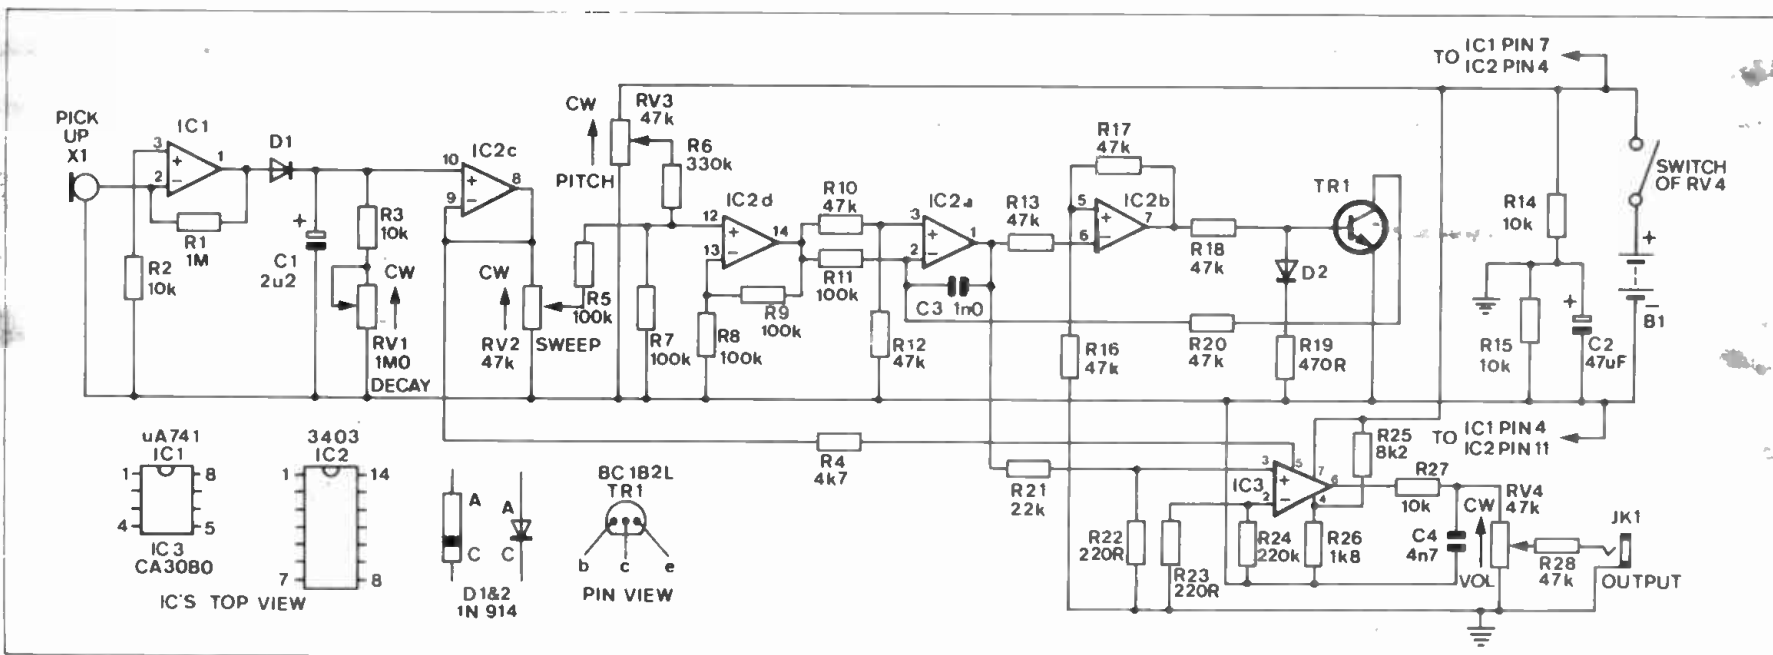 PICK
UP
X1
3
2
+
−
IC1
1
R1
1M
R2
10k
D1
+
C1
2u2
R3
10k
CW
RV1
1M0
DECAY
10
9
+
−
IC2c
8
CW
RV2
47k
SWEEP
R5
100k
CW
PITCH
RV3
47k
R6
330k
R7
100k
12
13
+
−
IC2d
14
R8
100k
R9
100k
R10
47k
R11
100k
R12
47k
3
2
+
−
IC2a
1
C3 1n0
R13
47k
R16
47k
R17
47k
5
6
+
−
IC2b
7
R18
47k
R20
47k
D2
R19
470R
TR1
TO IC1 PIN 7
IC2 PIN 4
R14
10k
R15
10k
+
C2
47uF
SWITCH
OF RV4
+
−
B1
TO IC1 PIN 4
IC2 PIN 11
R4
4k7
R21
22k
R22
220R
R23
220R
R24
220k
3
2
+
−
IC3
5
7
6
4
R25
8k2
R26
1k8
R27
10k
C4
4n7
CW
VOL
RV4
47k
R28
47k
JK1
OUTPUT
uA741
IC1
1
8
4
5
IC3
CA3080
3403
IC2
1
14
7
8
IC'S TOP VIEW
A
C
A
C
D1&2
1N 914
BC1B2L
TR1
b
c
e
PIN VIEW